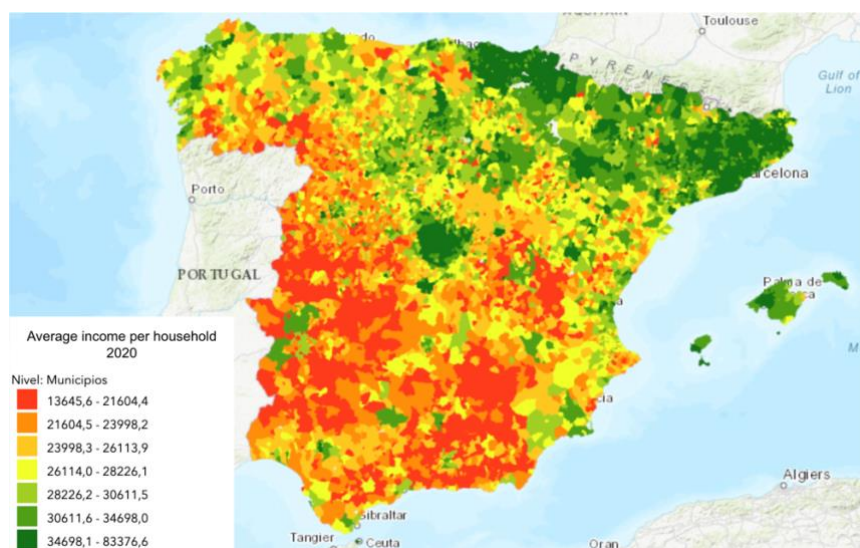 Toulouse
PYRENE
Gulf of
Lion
Porto
arcelona
PORTUGAL
Palma de
Average income per household
2020
Nivel: Municipios
13645,6 - 21604,4
21604,5 - 23998,2
23998,3 - 26113,9
26114,0 - 28226,1
28226,2 - 30611,5
30611,6 - 34698,0
34698,1 - 83376,6
Gibraltar
Tangier
Ceuta
Algiers
Oran